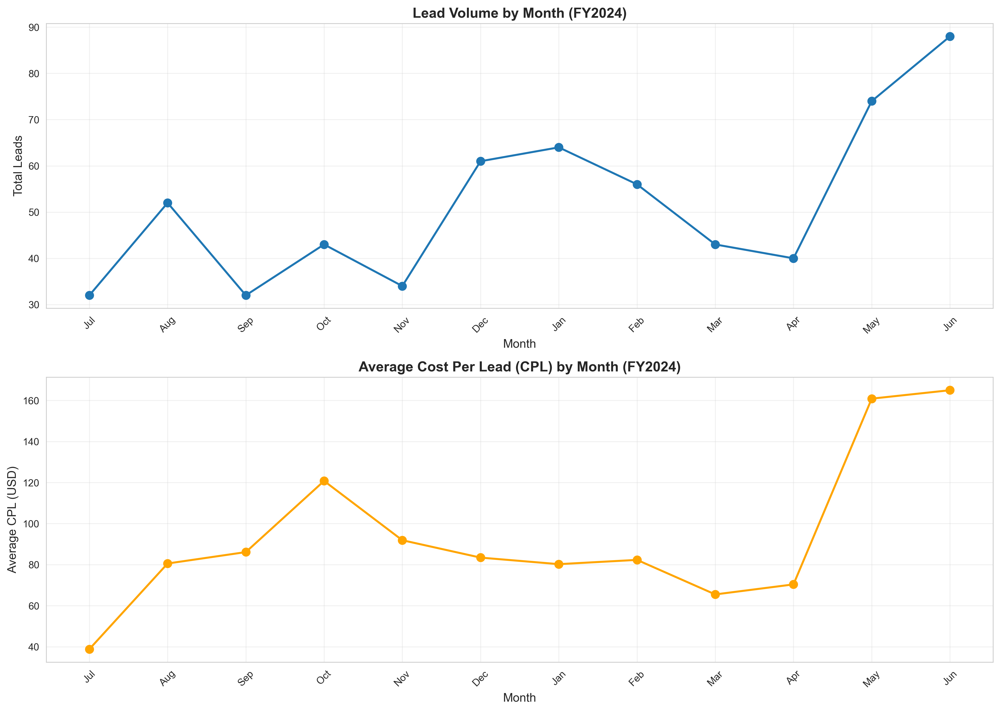 Lead Volume by Month (FY2024)
90
80
70
60
50
40
30
Total Leads
Jul Aug Sep Oct Nov Dec Jan Feb Mar Apr May Jun
Month
Average Cost Per Lead (CPL) by Month (FY2024)
160
140
120
100
80
60
40
Average CPL (USD)
Jul Aug Sep Oct Nov Dec Jan Feb Mar Apr May Jun
Month